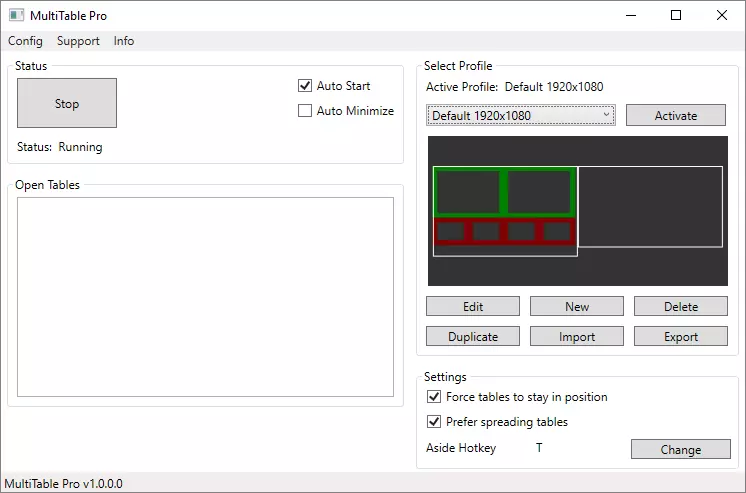 MultiTable Pro
Config Support Info
Status
Stop
Auto Start
Auto Minimize
Status: Running
Open Tables
Select Profile
Active Profile: Default 1920x1080
Default 1920x1080
Activate
Edit New Delete
Duplicate Import Export
Settings
Force tables to stay in position
Prefer spreading tables
Aside Hotkey T Change
MultiTable Pro v1.0.0.0